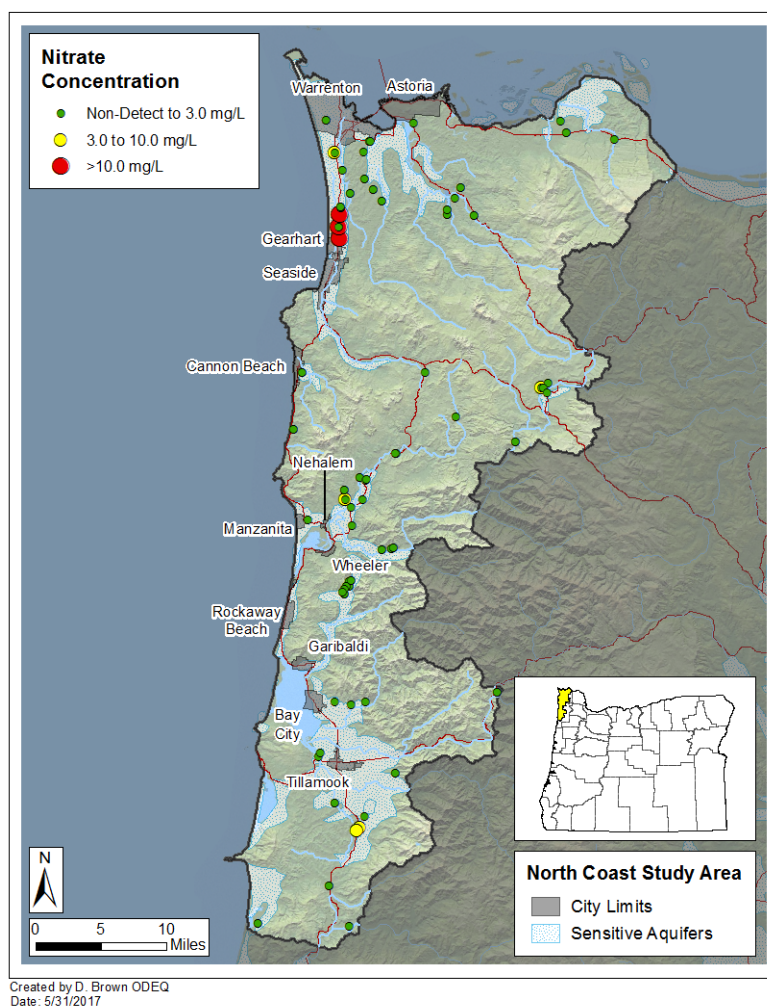 Nitrate
Concentration
Non-Detect to 3.0 mg/L
3.0 to 10.0 mg/L
>10.0 mg/L
Warrenton
Astoria
Gearhart
Seaside
Cannon Beach
Nehalem
Manzanita
Wheeler
Rockaway
Beach
Garibaldi
Bay
City
Tillamook
N
0 5 10
Miles
North Coast Study Area
City Limits
Sensitive Aquifers
Created by D. Brown ODEQ
Date: 5/31/2017